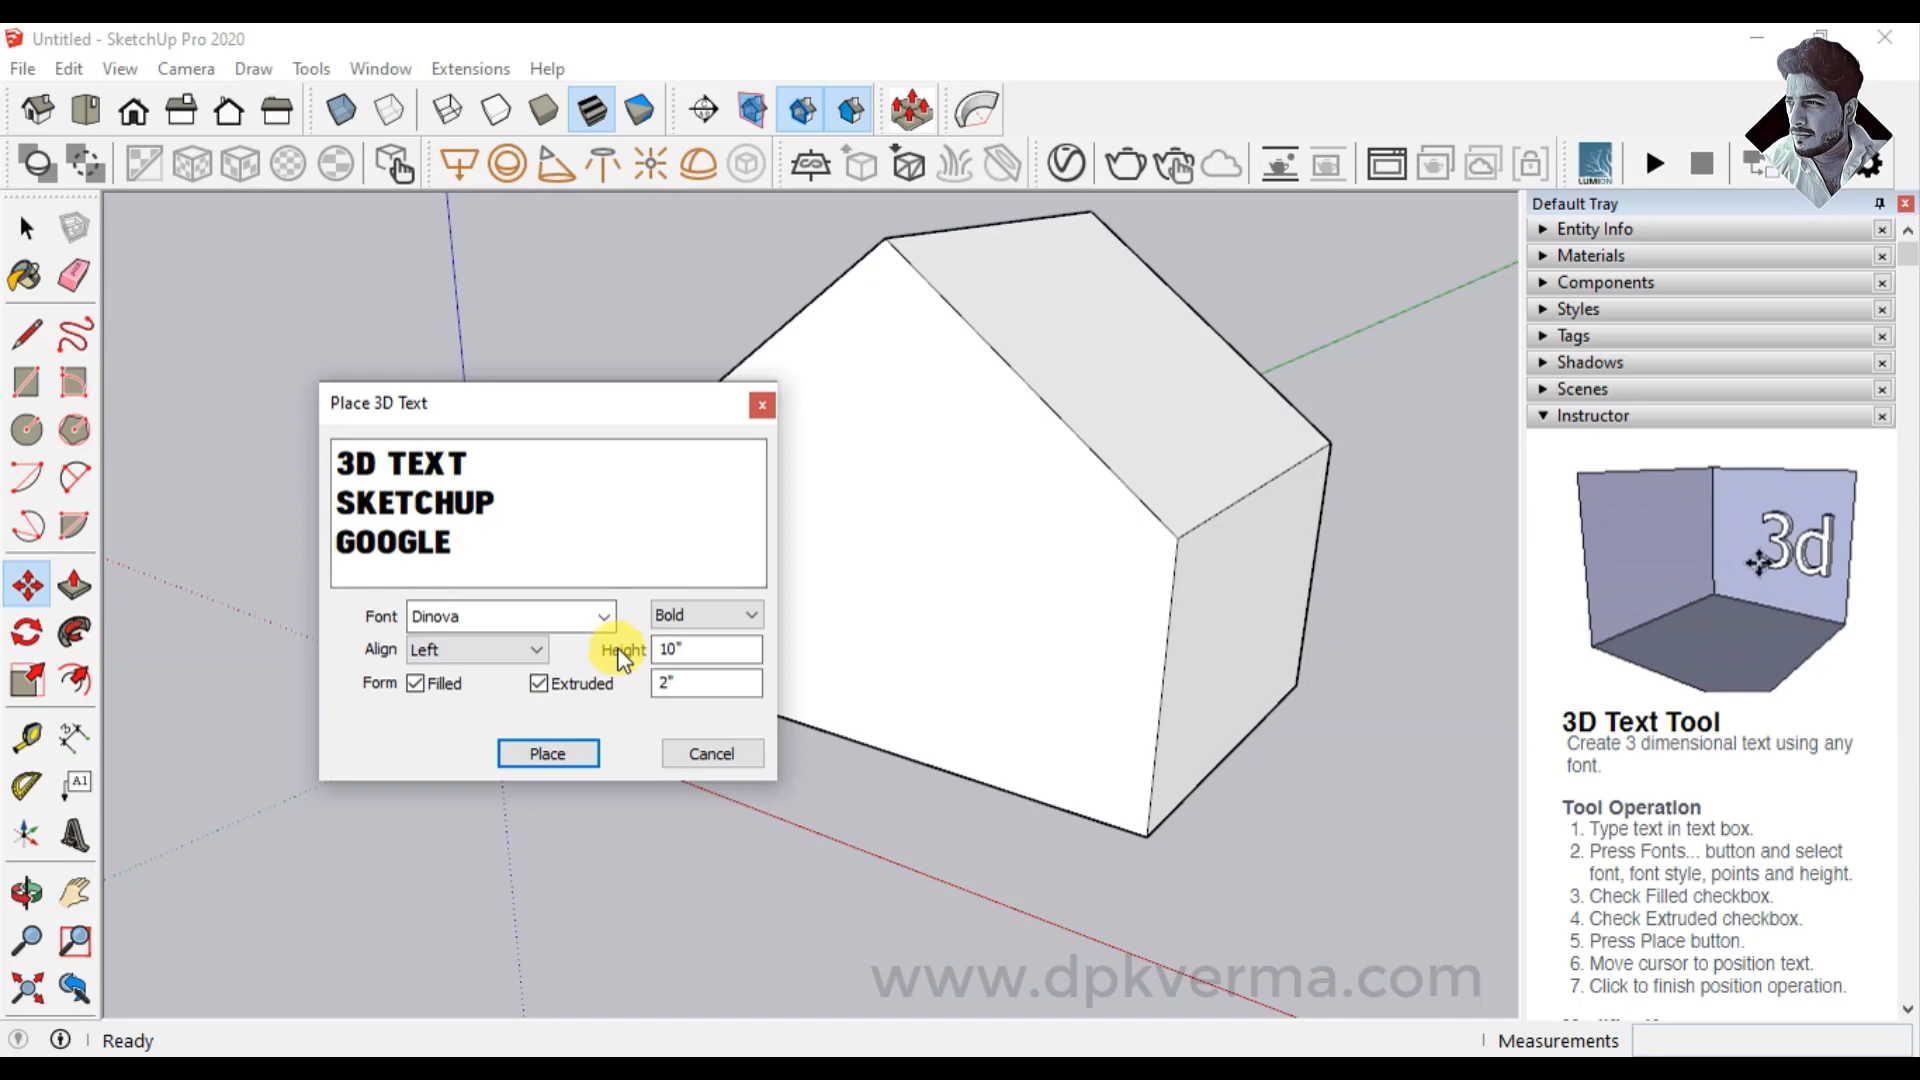 Untitled - SketchUp Pro 2020
File Edit View Camera Draw Tools Window Extensions Help
LUMION
Default Tray
Entity Info
Materials
Components
Styles
Tags
Shadows
Scenes
Instructor
Place 3D Text
3D TEXT
SKETCHUP
GOOGLE
Font Dinova Bold
Align Left Height 10"
Form Filled Extruded 2"
Place Cancel
A1
3d
3D Text Tool
Create 3 dimensional text using any
font.
Tool Operation
1. Type text in text box.
2. Press Fonts... button and select
font, font style, points and height.
3. Check Filled checkbox.
4. Check Extruded checkbox.
5. Press Place button.
6. Move cursor to position text.
7. Click to finish position operation.
www.dpkverma.com
Ready
Measurements